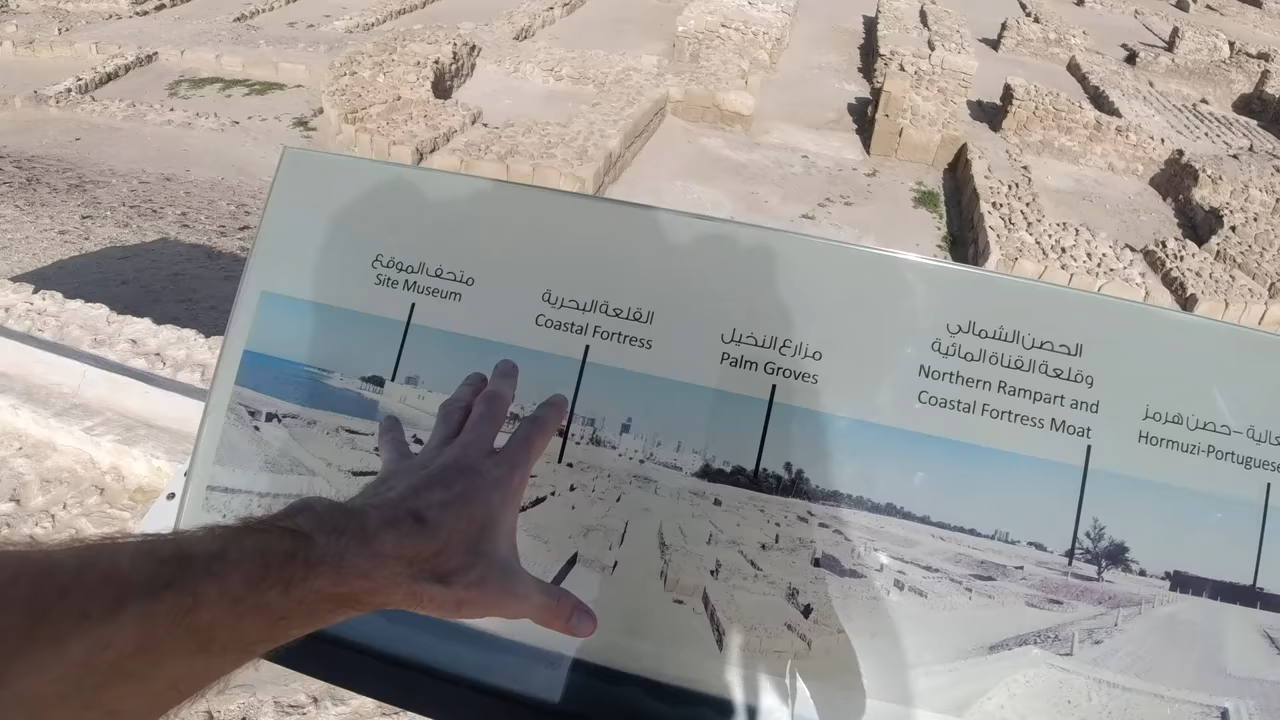 متحف الموقع
Site Museum
القلعة البحرية
Coastal Fortress
مزارع النخيل
Palm Groves
الحصن الشمالي
وقلعة القناة المائية
Northern Rampart and
Coastal Fortress Moat
حصن هرمز
Hormuzi-Portuguese